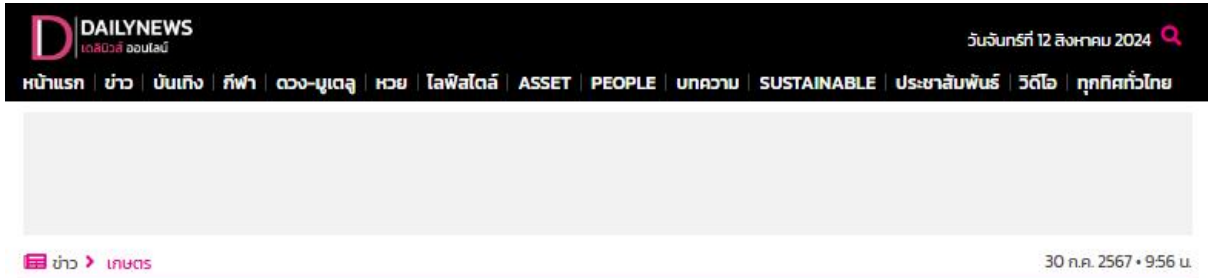 DAILYNEWS
เดลินิวส์ ออนไลน์
วันจันทร์ที่ 12 สิงหาคม 2024
หน้าแรก ข่าว บันเทิง กีฬา ดวง-มูเตลู หวย ไลฟ์สไตล์ ASSET PEOPLE บทความ SUSTAINABLE ประชาสัมพันธ์ วิดีโอ ทุกทิศทั่วไทย
ข่าว > เกษตร
30 ก.ค. 2567 • 9:56 น.